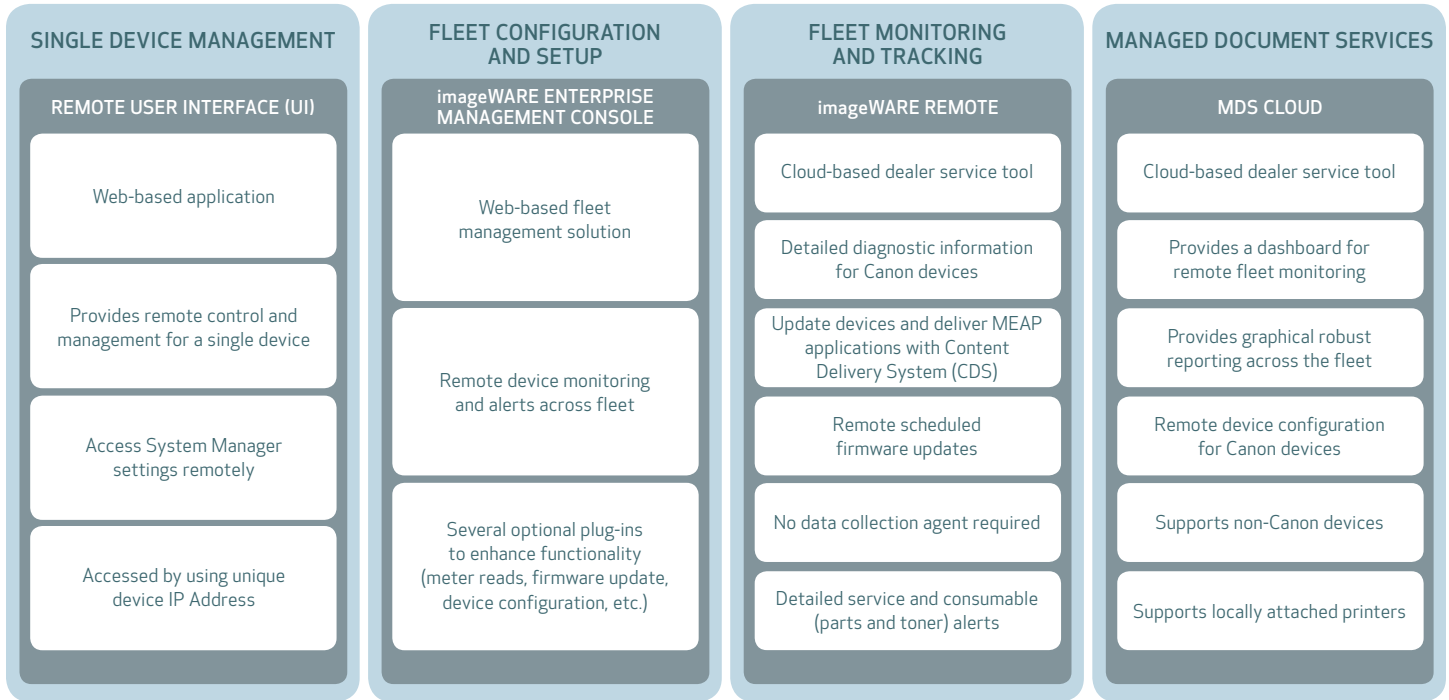 SINGLE DEVICE MANAGEMENT
REMOTE USER INTERFACE (UI)
Web-based application
Provides remote control and
management for a single device
Access System Manager
settings remotely
Accessed by using unique
device IP Address
FLEET CONFIGURATION
AND SETUP
imageWARE ENTERPRISE
MANAGEMENT CONSOLE
Web-based fleet
management solution
Remote device monitoring
and alerts across fleet
Several optional plug-ins
to enhance functionality
(meter reads, firmware update,
device configuration, etc.)
FLEET MONITORING
AND TRACKING
imageWARE REMOTE
Cloud-based dealer service tool
Detailed diagnostic information
for Canon devices
Update devices and deliver MEAP
applications with Content
Delivery System (CDS)
Remote scheduled
firmware updates
No data collection agent required
Detailed service and consumable
(parts and toner) alerts
MANAGED DOCUMENT SERVICES
MDS CLOUD
Cloud-based dealer service tool
Provides a dashboard for
remote fleet monitoring
Provides graphical robust
reporting across the fleet
Remote device configuration
for Canon devices
Supports non-Canon devices
Supports locally attached printers